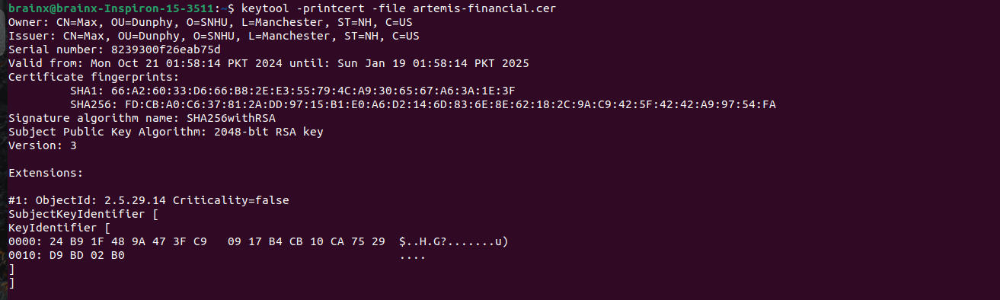 brainx@brainx-Inspiron-15-3511:~$ keytool -printcert -file artemis-financial.cer
Owner: CN=Max, OU=Dunphy, O=SNHU, L=Manchester, ST=NH, C=US
Issuer: CN=Max, OU=Dunphy, O=SNHU, L=Manchester, ST=NH, C=US
Serial number: 8239300f26eab75d
Valid from: Mon Oct 21 01:58:14 PKT 2024 until: Sun Jan 19 01:58:14 PKT 2025
Certificate fingerprints:
         SHA1: 66:A2:60:33:D6:66:B8:2E:E3:55:79:4C:A9:30:65:67:A6:3A:1E:3F
         SHA256: FD:CB:A0:C6:37:81:2A:DD:97:15:B1:E0:A6:D2:14:6D:83:6E:8E:62:18:2C:9A:C9:42:5F:42:42:A9:97:54:FA
Signature algorithm name: SHA256withRSA
Subject Public Key Algorithm: 2048-bit RSA key
Version: 3

Extensions:

#1: ObjectId: 2.5.29.14 Criticality=false
SubjectKeyIdentifier [
KeyIdentifier [
0000: 24 B9 1F 48 9A 47 3F C9   09 17 B4 CB 10 CA 75 29  $..H.G?.......u)
0010: D9 BD 02 B0                                        ....
]
]